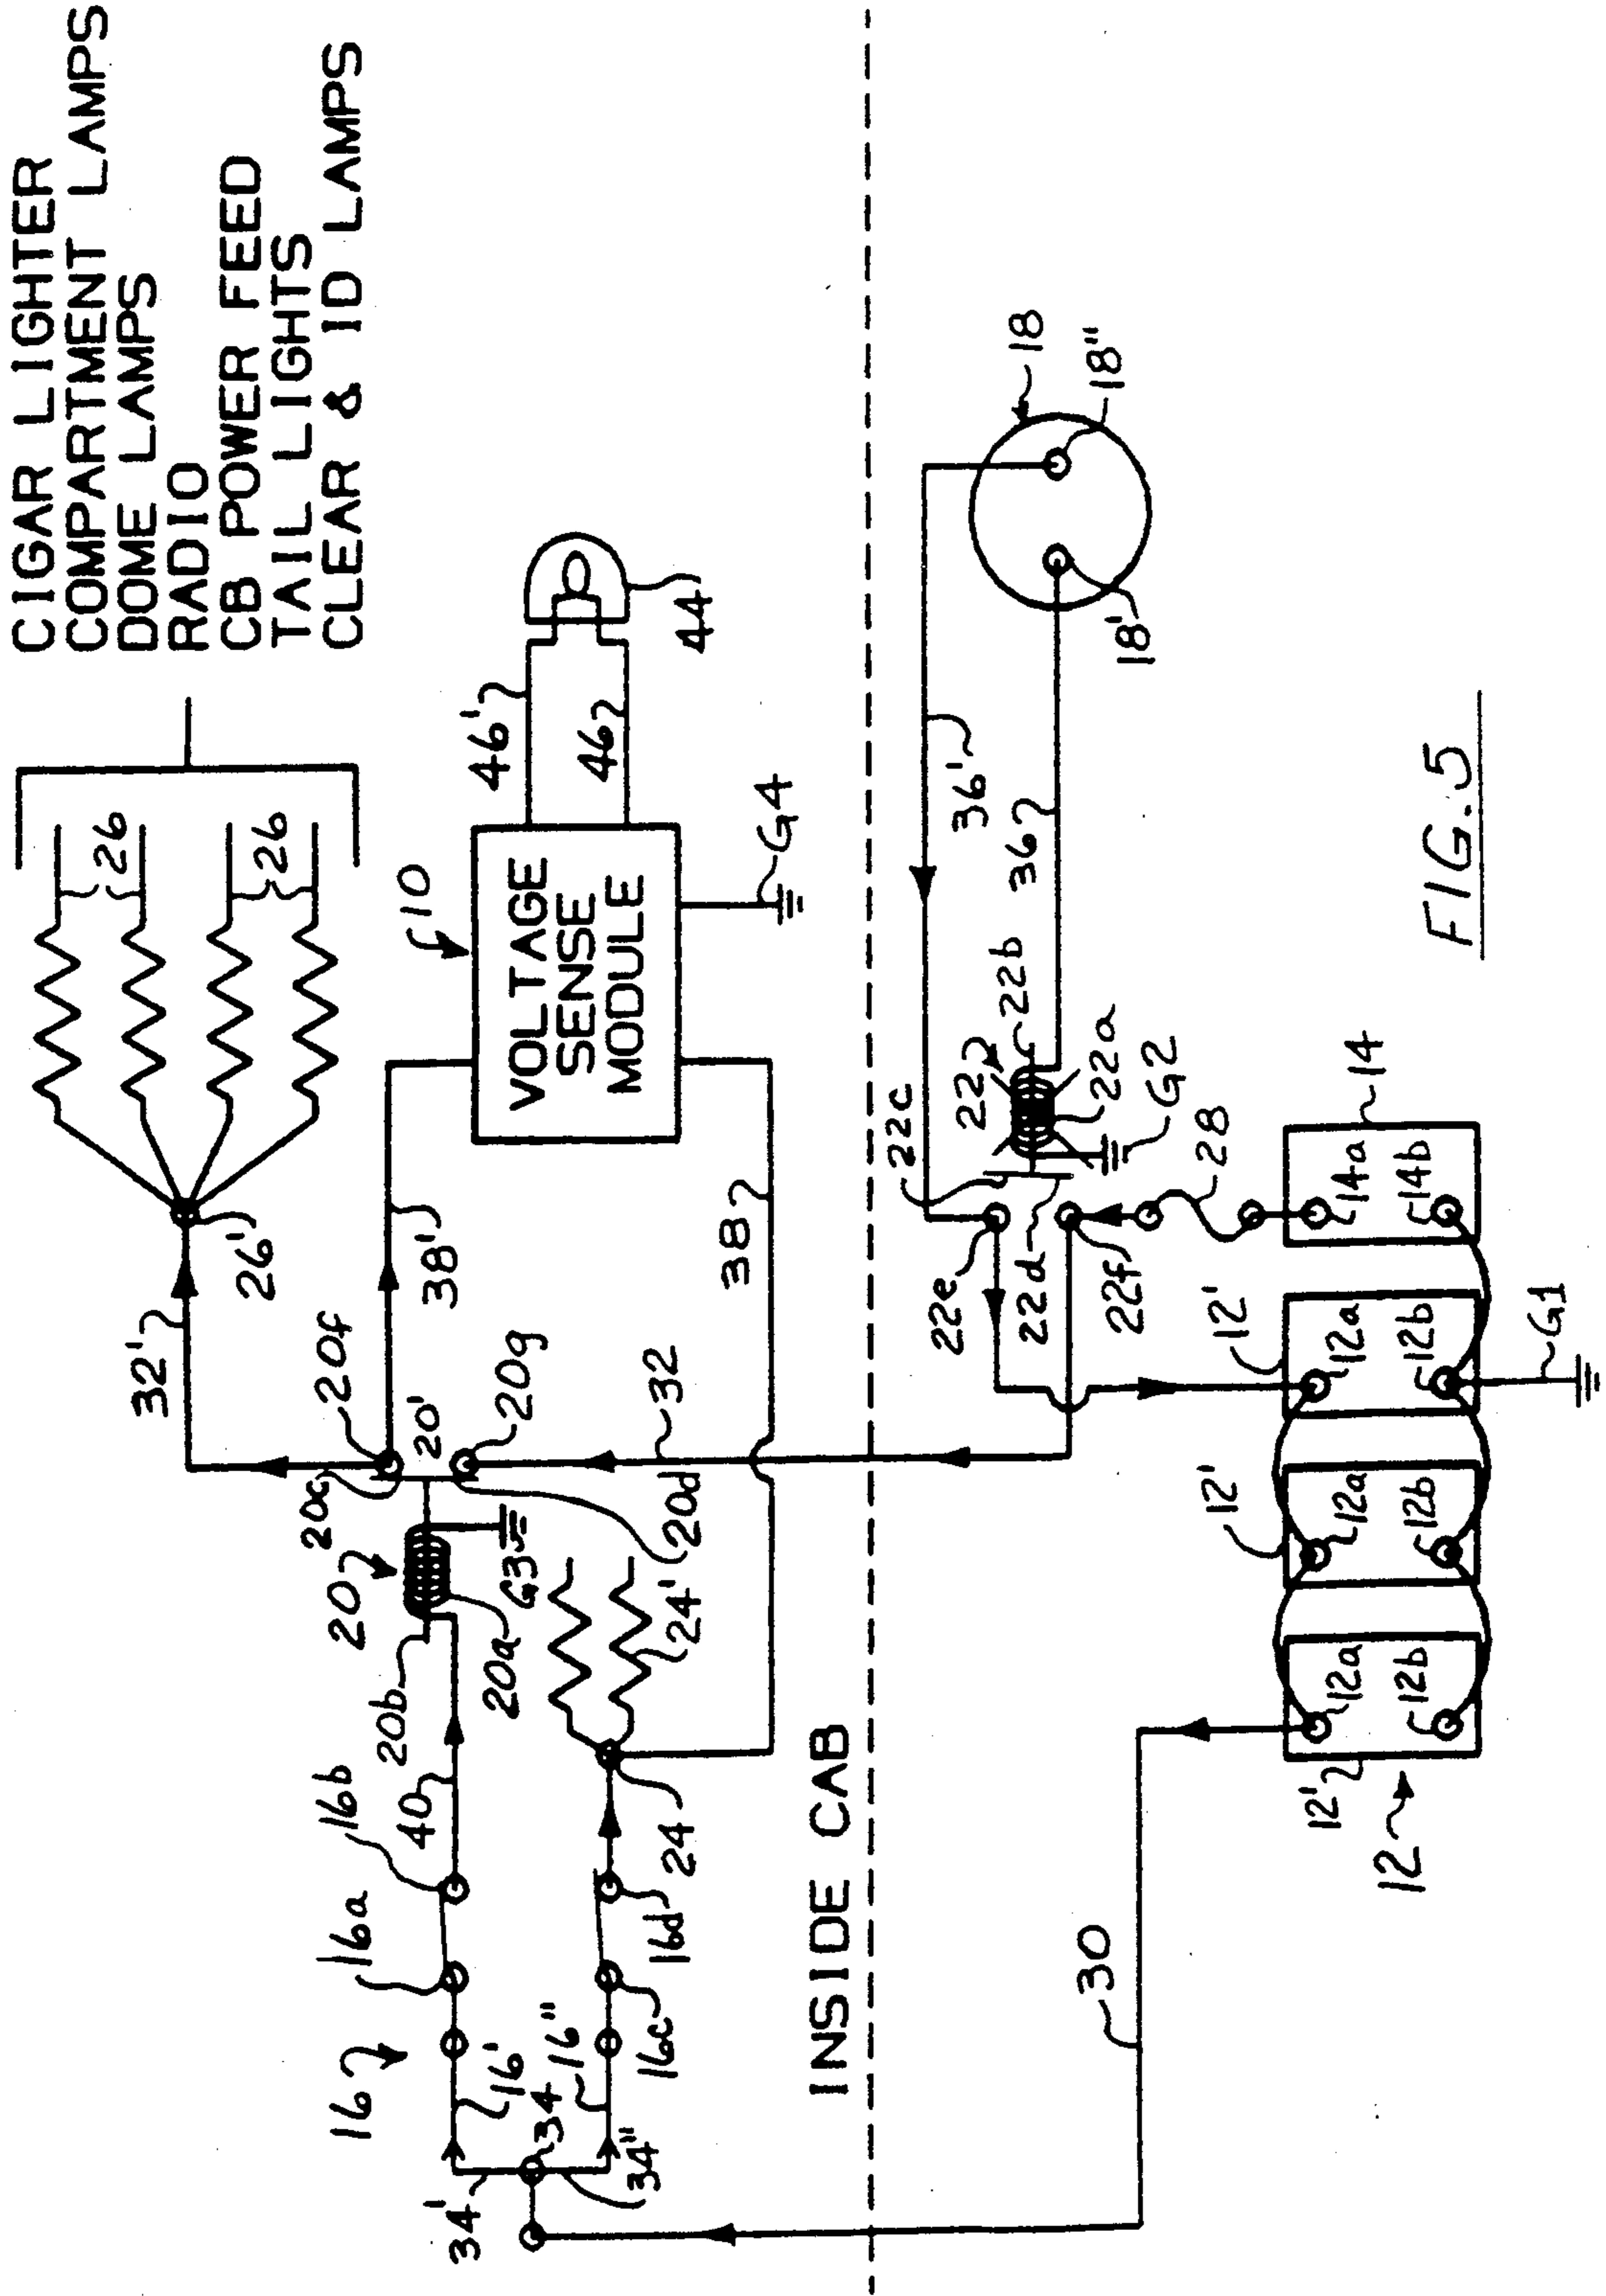 CIGAR LIGHTER
COMPARTMENT LAMPS
DOME LAMPS
RADIO
CB POWER FEED
TAIL LIGHTS
CLEAR & ID LAMPS
26
26
32'
26'
10
46'
46
44
VOLTAGE
SENSE
MODULE
G4
38'
38
20f
20'
20g
20c
20
20d
32
G3
20b
20a
24'
16b
40
16a
24
16
16'
16d
34
16"
16c
34'
34"
INSIDE CAB
18
18"
18'
36'
36
22b
22
22a
22c
G2
22e
22d
22f
28
14
14a
14b
12'
12a
12b
G1
12'
12a
12b
12a
12b
12'
12
30
FIG. 5